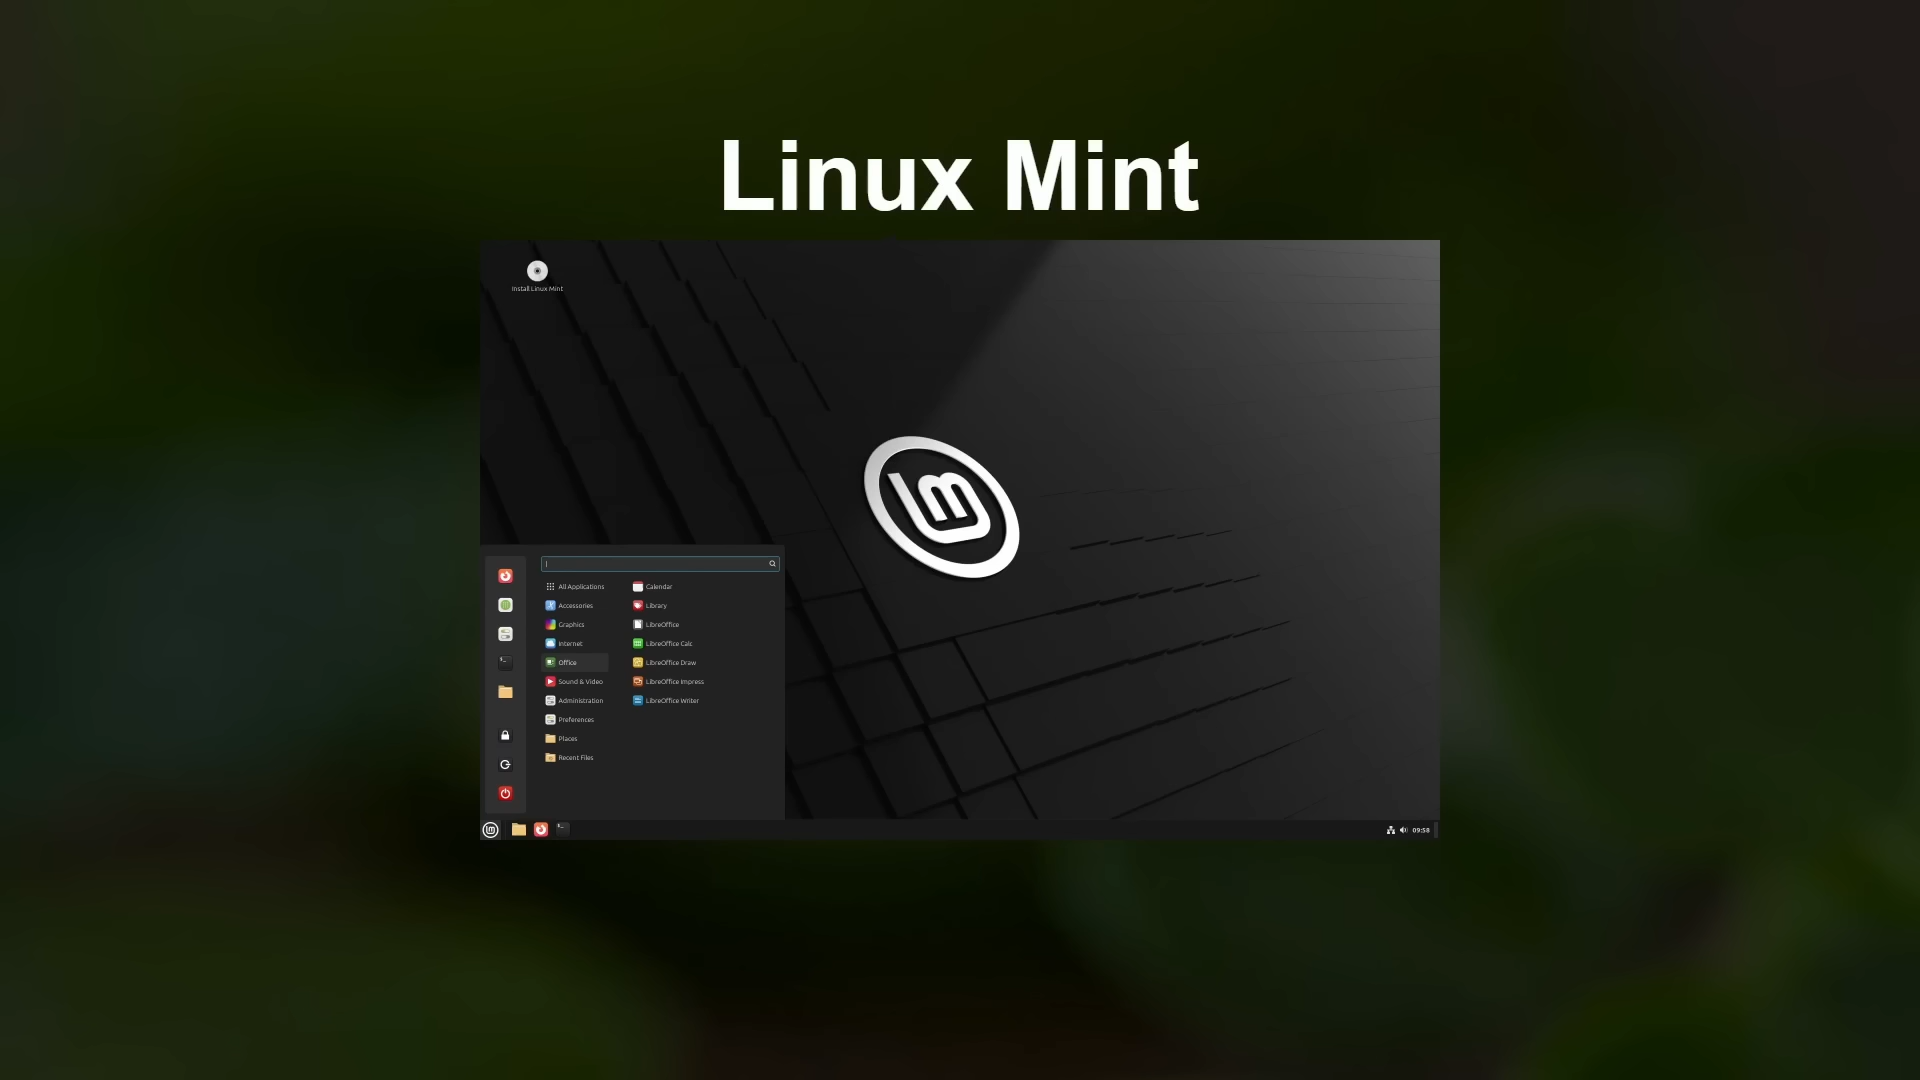 Linux Mint
Install Linux Mint
All Applications
Accessories
Graphics
Internet
Office
Sound & Video
Administration
Preferences
Places
Recent Files
Calendar
Library
LibreOffice
LibreOffice Calc
LibreOffice Draw
LibreOffice Impress
LibreOffice Writer
09:58